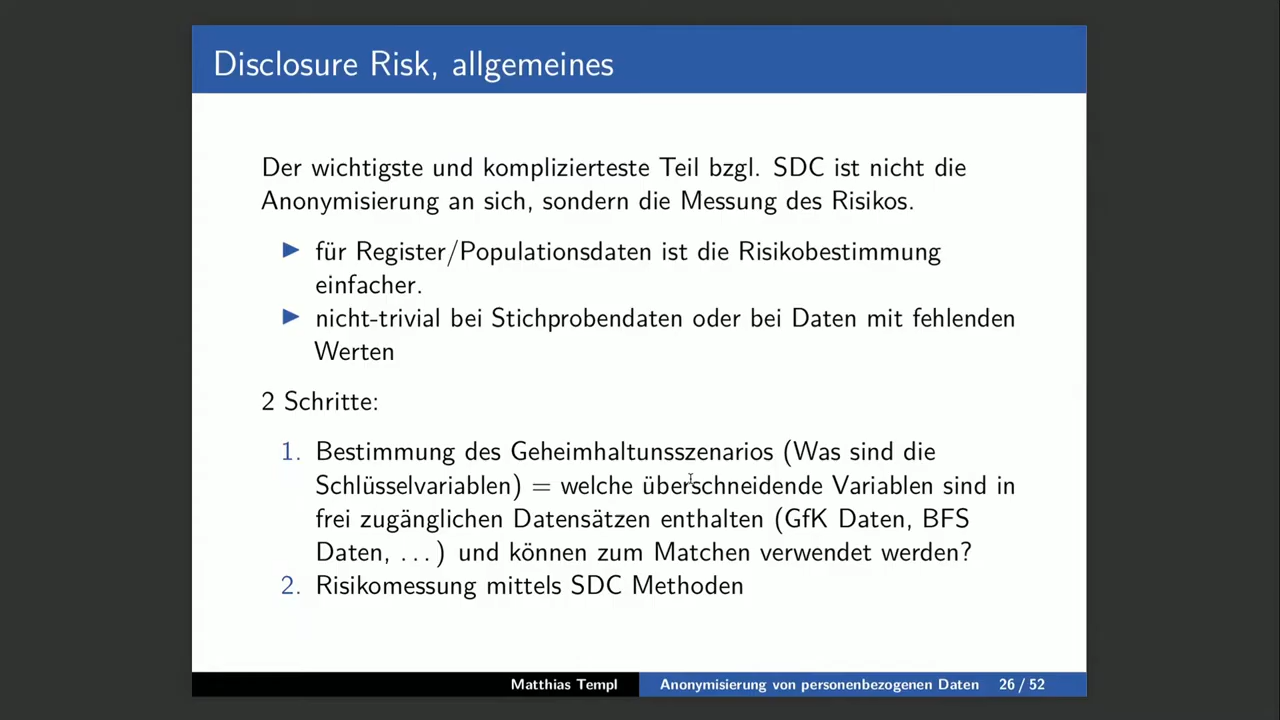 Disclosure Risk, allgemeines
Der wichtigste und komplizierteste Teil bzgl. SDC ist nicht die
Anonymisierung an sich, sondern die Messung des Risikos.
▶ für Register/Populationsdaten ist die Risikobestimmung
einfacher.
▶ nicht-trivial bei Stichprobendaten oder bei Daten mit fehlenden
Werten
2 Schritte:
1. Bestimmung des Geheimhaltunsszenarios (Was sind die
Schlüsselvariablen) = welche überschneidende Variablen sind in
frei zugänglichen Datensätzen enthalten (GfK Daten, BFS
Daten, ...) und können zum Matchen verwendet werden?
2. Risikomessung mittels SDC Methoden
Matthias Templ Anonymisierung von personenbezogenen Daten 26 / 52